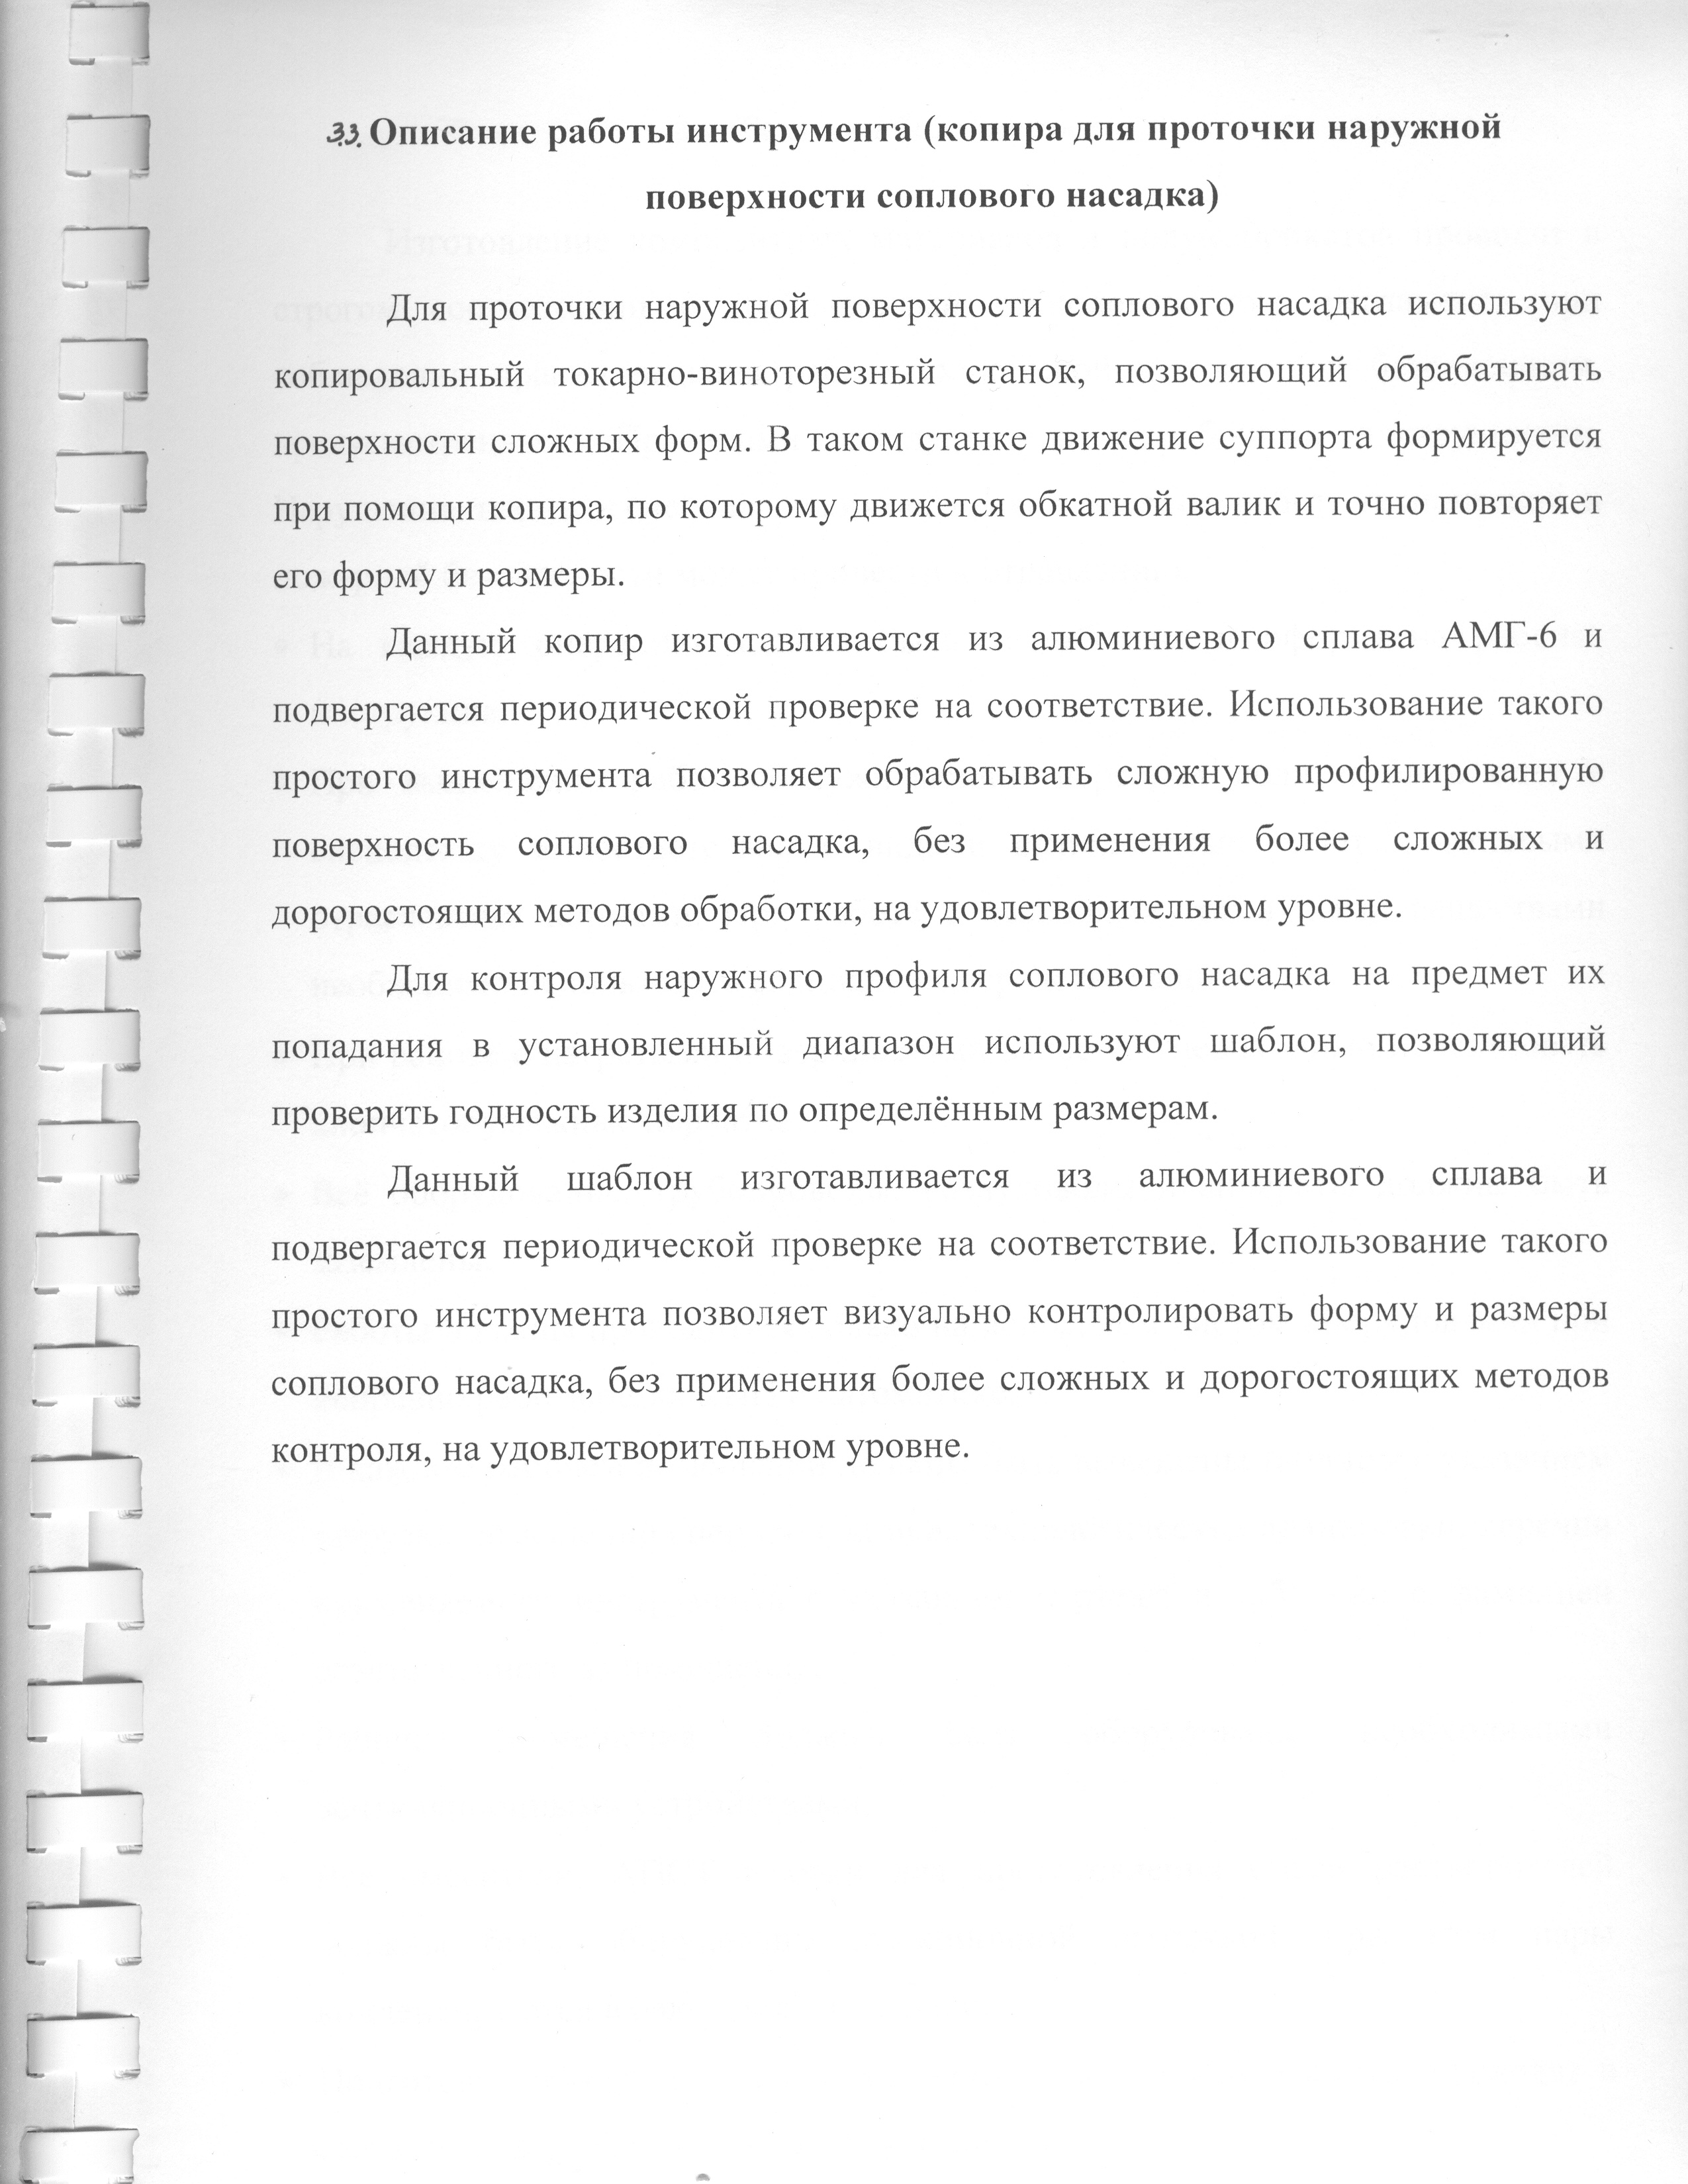 3.3. Описание работы инструмента (копира для проточки наружной
поверхности соплового насадка)
Для проточки наружной поверхности соплового насадка используют
копировальный токарно-виноторезный станок, позволяющий обрабатывать
поверхности сложных форм. В таком станке движение суппорта формируется
при помощи копира, по которому движется обкатной валик и точно повторяет
его форму и размеры.
Данный копир изготавливается из алюминиевого сплава АМГ-6 и
подвергается периодической проверке на соответствие. Использование такого
простого инструмента позволяет обрабатывать сложную профилированную
поверхность соплового насадка, без применения более сложных и
дорогостоящих методов обработки, на удовлетворительном уровне.
Для контроля наружного профиля соплового насадка на предмет их
попадания в установленный диапазон используют шаблон, позволяющий
проверить годность изделия по определённым размерам.
Данный шаблон изготавливается из алюминиевого сплава и
подвергается периодической проверке на соответствие. Использование такого
простого инструмента позволяет визуально контролировать форму и размеры
соплового насадка, без применения более сложных и дорогостоящих методов
контроля, на удовлетворительном уровне.